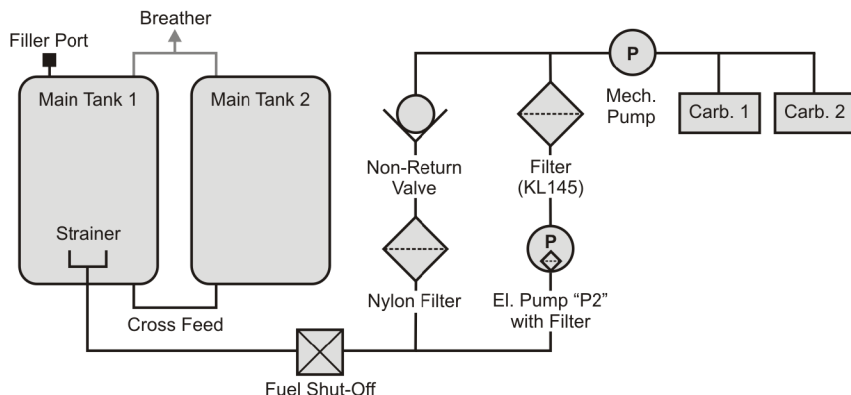 Breather
Filler Port
Main Tank 1
Main Tank 2
Strainer
Cross Feed
Fuel Shut-Off
Non-Return
Valve
Nylon Filter
Filter
(KL145)
P
El. Pump “P2”
with Filter
P
Mech.
Pump
Carb. 1
Carb. 2